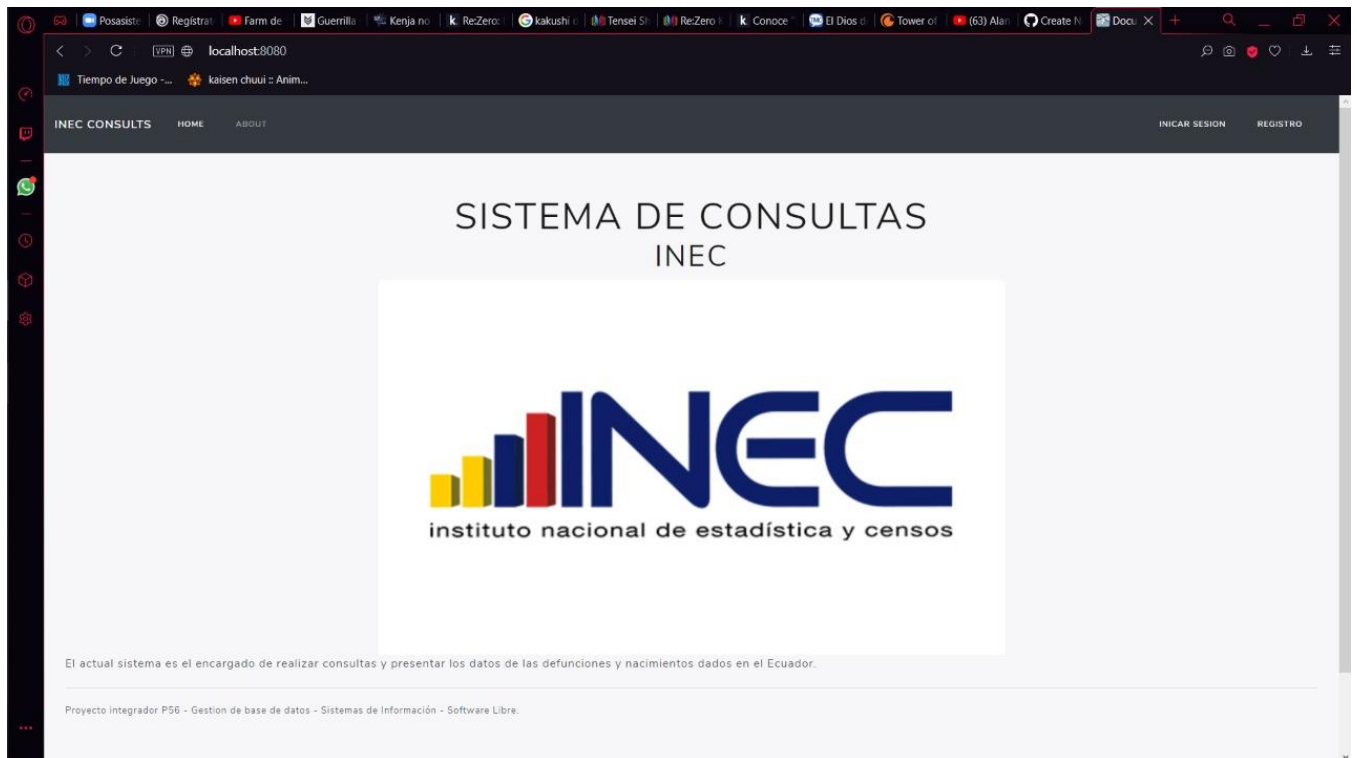 Posasiste
Regístrat
Farm de
Guerrilla
Kenja no
k. Re:Zero:
kakushi d
Tensei Sh
Re:Zero K
k Conoce "
El Dios d
Tower of
(63) Alan
Create N
Docu
VPN localhost:8080
Tiempo de Juego -... kaisen chuui :: Anim...
INEC CONSULTS HOME ABOUT INICAR SESION REGISTRO
SISTEMA DE CONSULTAS
INEC
INEC
instituto nacional de estadística y censos
El actual sistema es el encargado de realizar consultas y presentar los datos de las defunciones y nacimientos dados en el Ecuador.
Proyecto integrador P56 - Gestion de base de datos - Sistemas de Información - Software Libre.